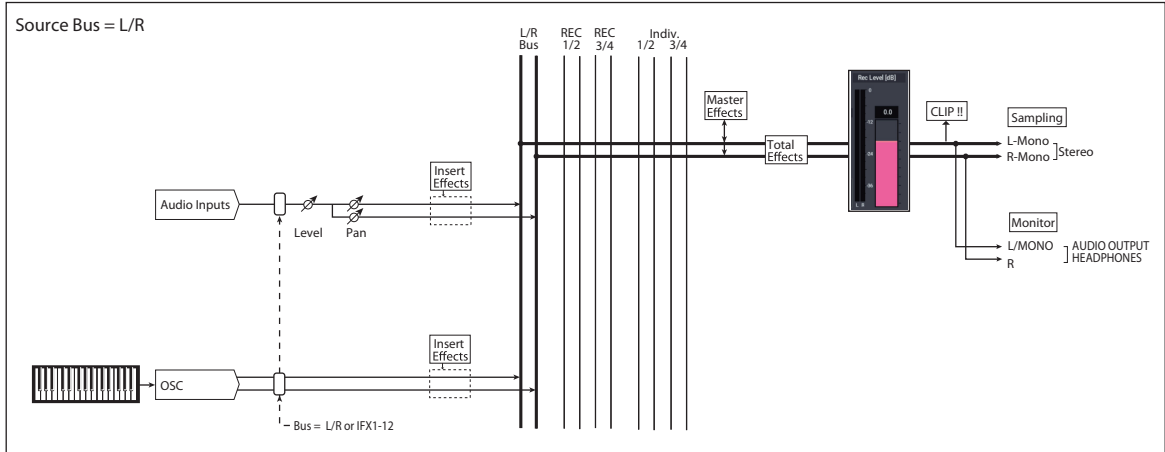 Source Bus = L/R
L/R
Bus
REC
1/2
REC
3/4
Indiv.
1/2 3/4
Rec Level [dB]
0
0.0
-12
Master
Effects
CLIP !!
Sampling
Total
Effects
L-Mono
R-Mono
Stereo
L R
Insert
Effects
Audio Inputs
Level
Pan
Monitor
L/MONO
R
AUDIO OUTPUT
HEADPHONES
Insert
Effects
OSC
Bus = L/R or IFX1-12